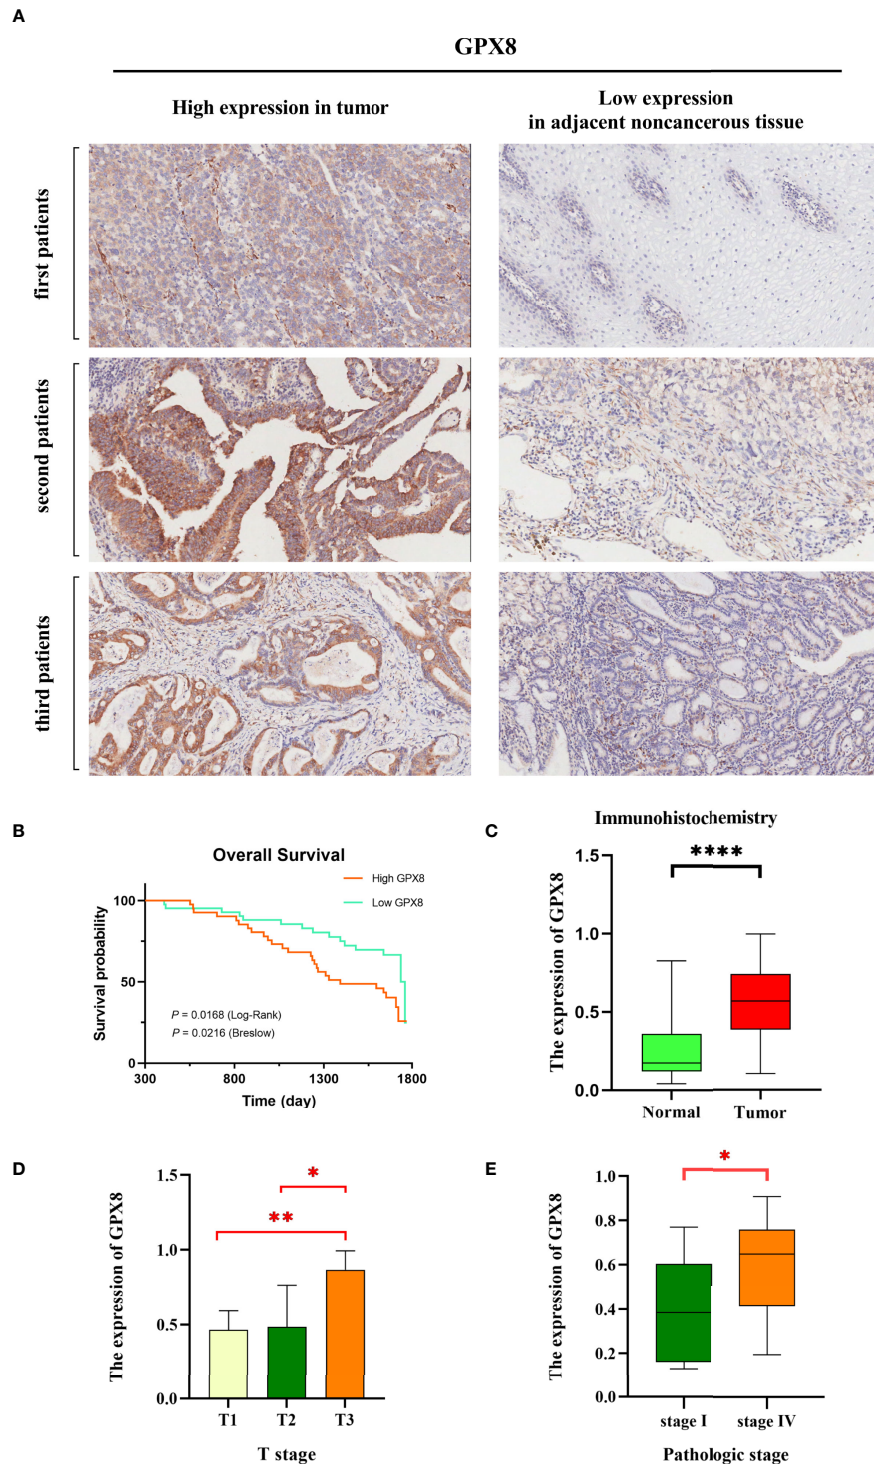 A
GPX8
High expression in tumor
Low expression
in adjacent noncancerous tissue
first patients
second patients
third patients
B
Overall Survival
High GPX8
Low GPX8
Survival probability
100
50
0
P = 0.0168 (Log-Rank)
P = 0.0216 (Breslow)
300 800 1300 1800
Time (day)
C
Immunohistochemistry
****
The expression of GPX8
1.5
1.0
0.5
0.0
Normal Tumor
D
The expression of GPX8
1.5
1.0
0.5
0.0
*
**
T1 T2 T3
T stage
E
The expression of GPX8
1.0
0.8
0.6
0.4
0.2
0.0
*
stage I stage IV
Pathologic stage